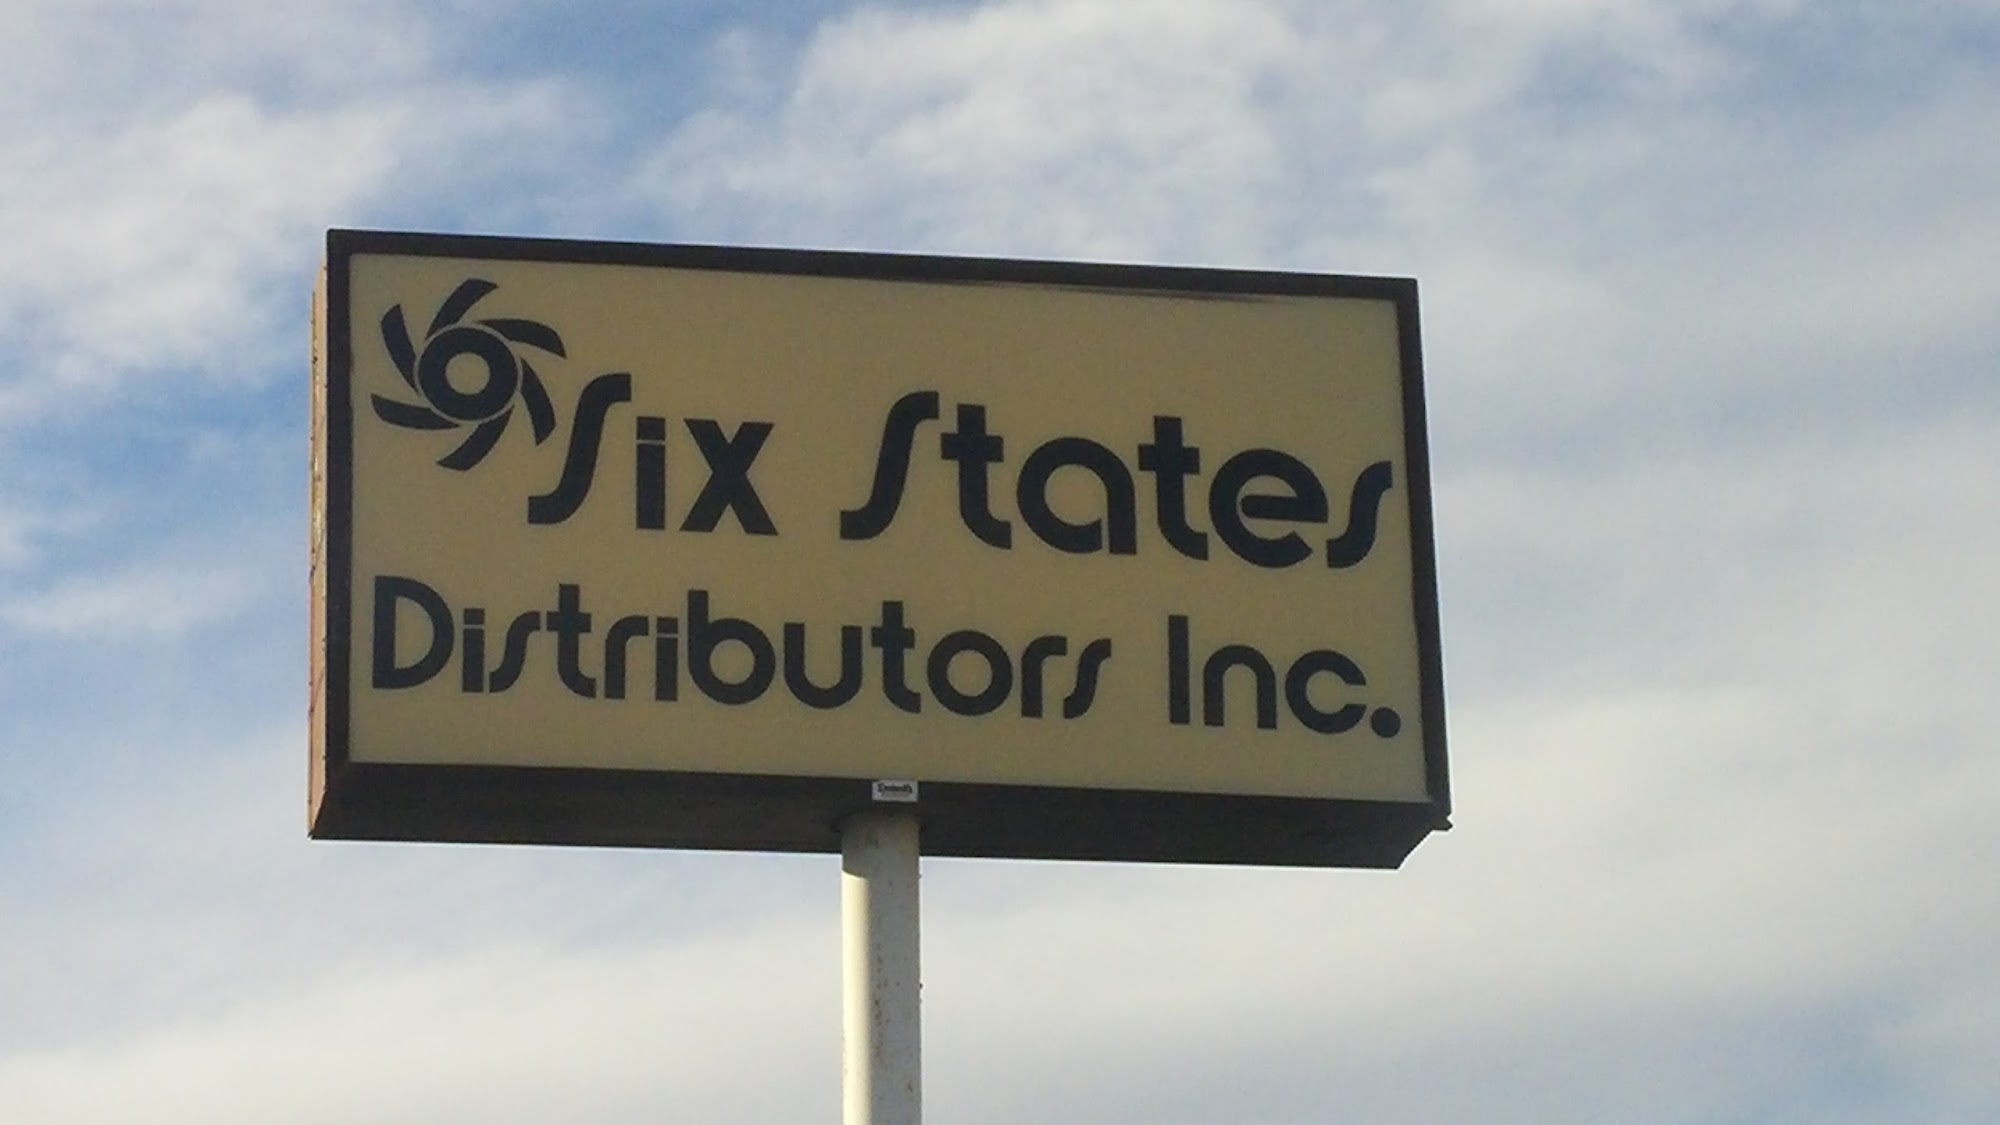 Six States
Distributors Inc.